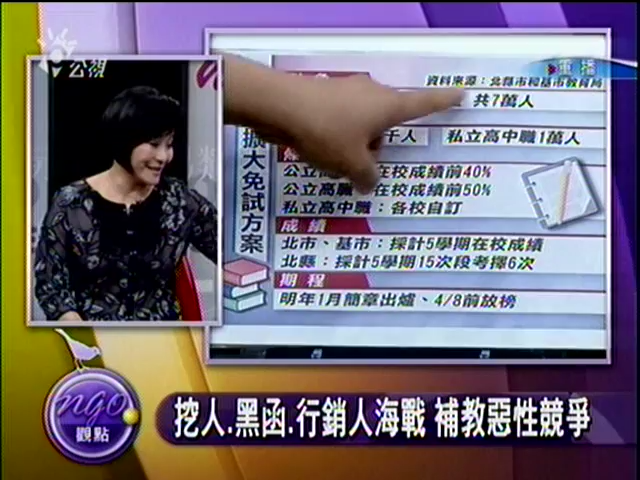 公視
重播
資料來源：北縣市和基市教育局
共7萬人
千人
私立高中職1萬人
擴大免試方案
公立高
在校成績前40%
公立高職
在校成績前50%
私立高中職：各校自訂
成績
北市、基市：採計5學期在校成績
北縣：採計5學期15次段考擇6次
期程
明年1月簡章出爐、4/8前放榜
ngo
觀點
挖人.黑函.行銷人海戰 補教惡性競爭